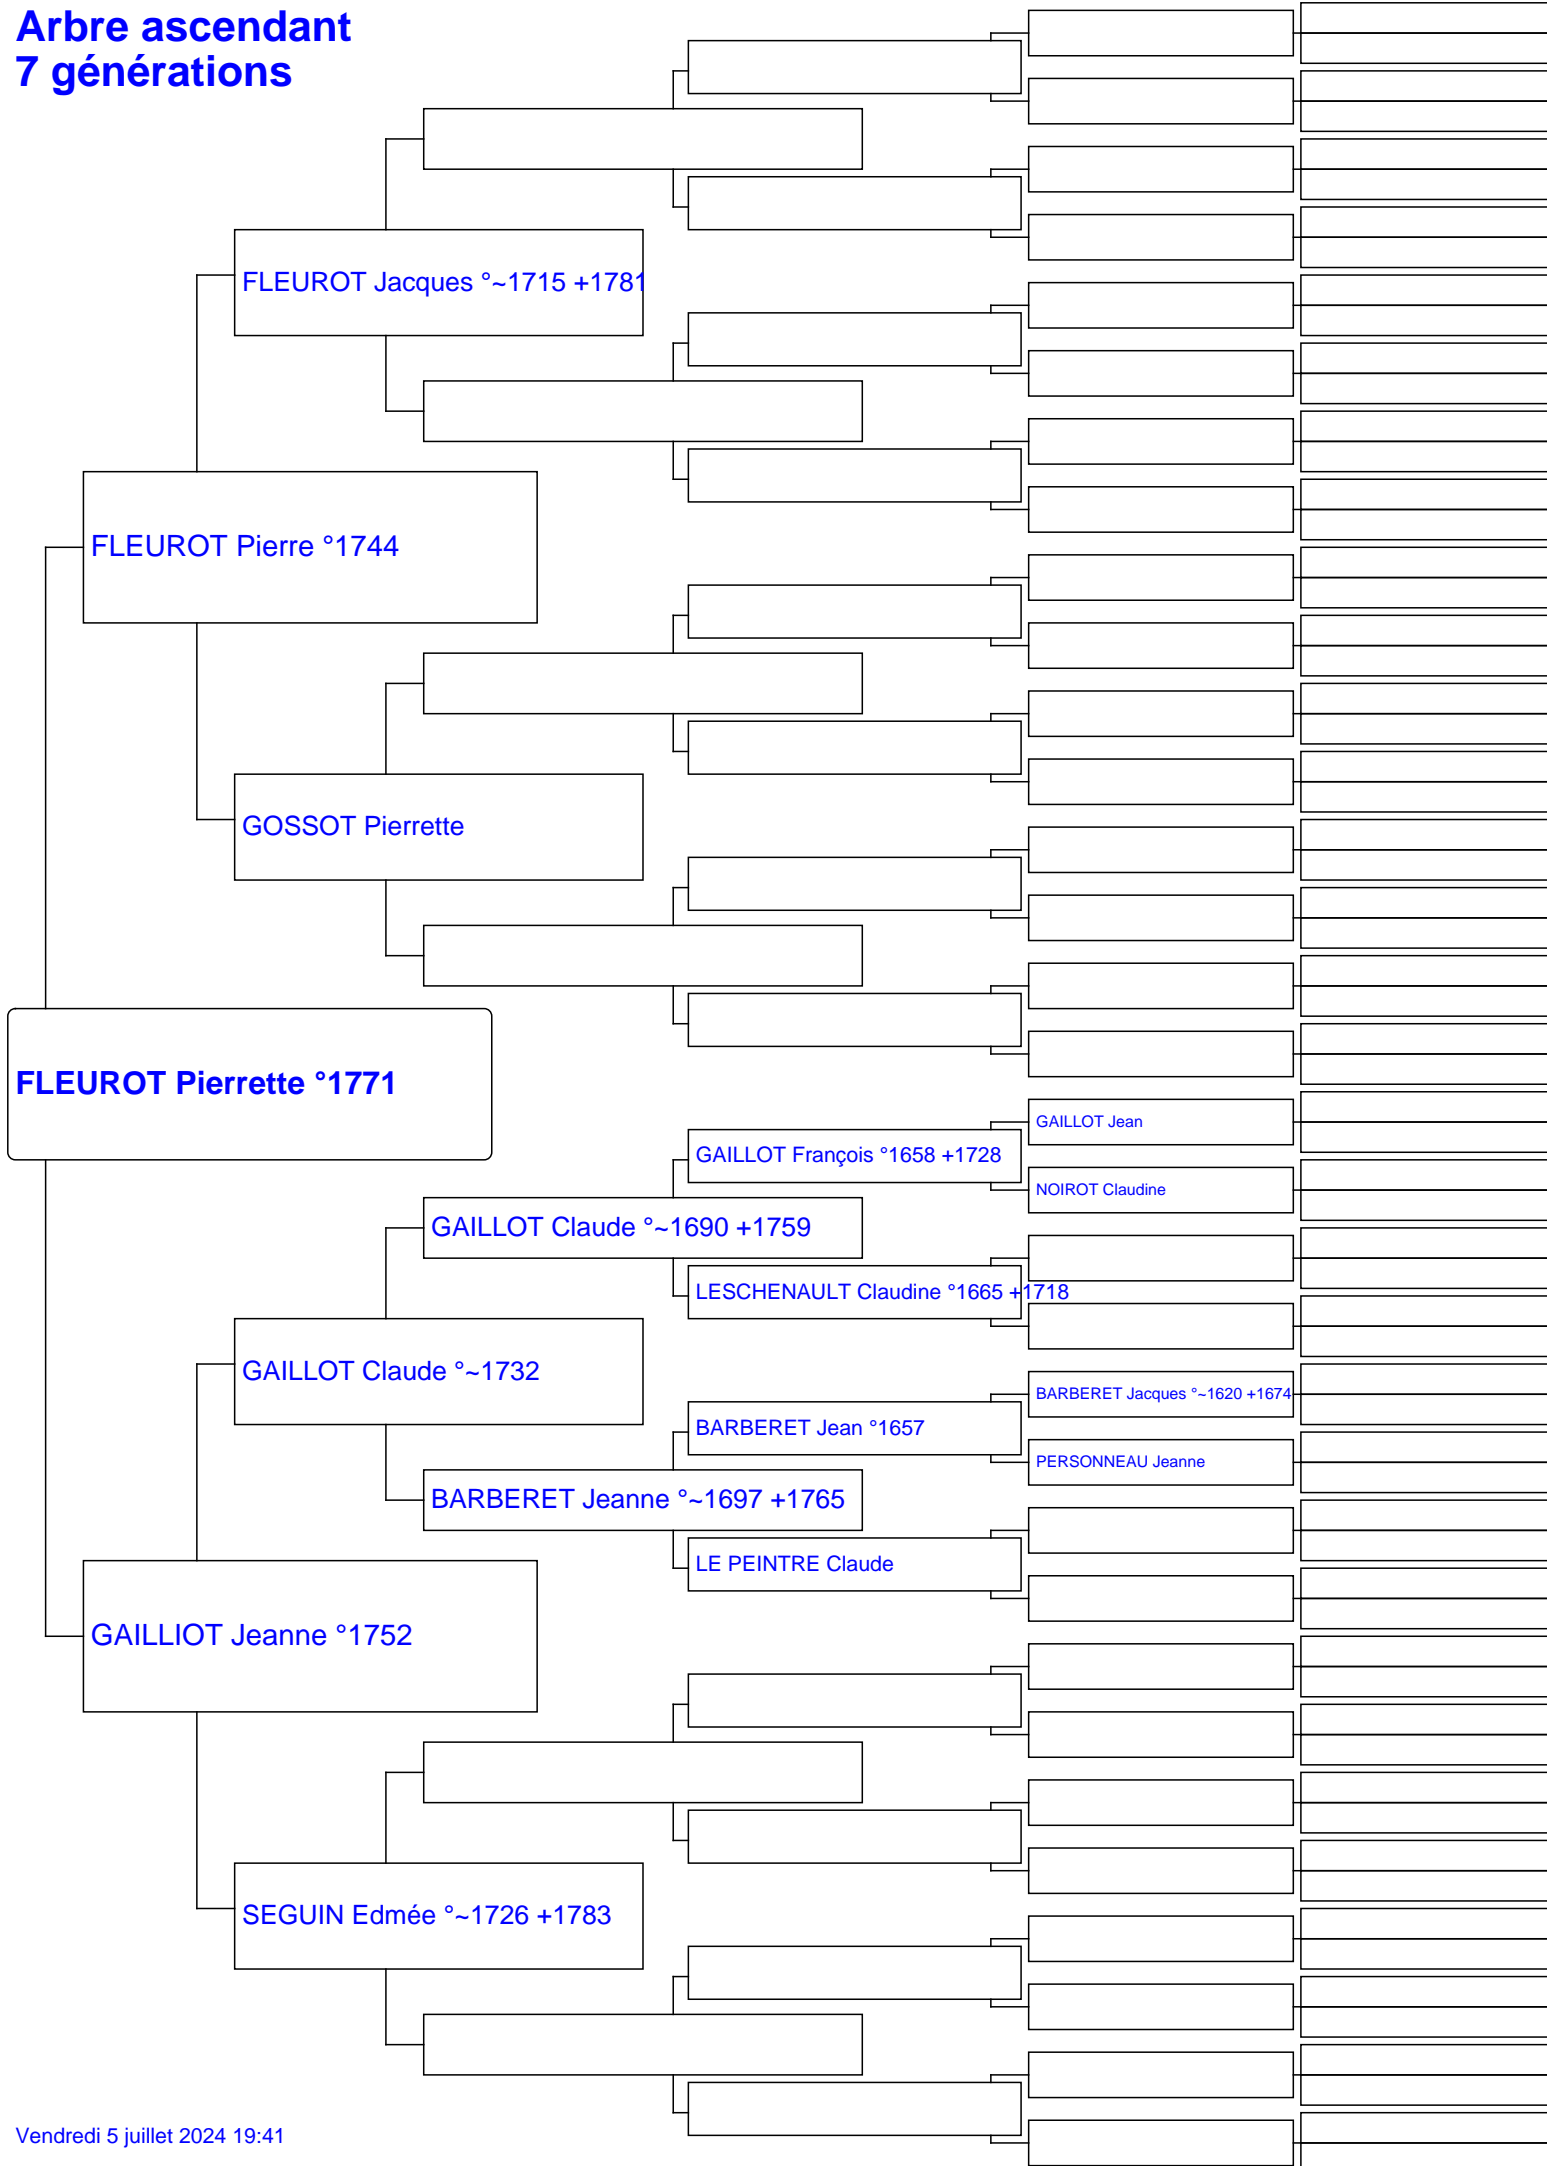 Arbre ascendant
7 générations
FLEUROT Jacques °~1715 +1781
FLEUROT Pierre °1744
GOSSOT Pierrette
FLEUROT Pierrette °1771
GAILLOT Jean
GAILLOT François °1658 +1728
NOIROT Claudine
GAILLOT Claude °~1690 +1759
LESCHENAULT Claudine °1665 +1718
GAILLOT Claude °~1732
BARBERET Jacques °~1620 +1674
BARBERET Jean °1657
PERSONNEAU Jeanne
BARBERET Jeanne °~1697 +1765
LE PEINTRE Claude
GAILLIOT Jeanne °1752
SEGUIN Edmée °~1726 +1783
Vendredi 5 juillet 2024 19:41